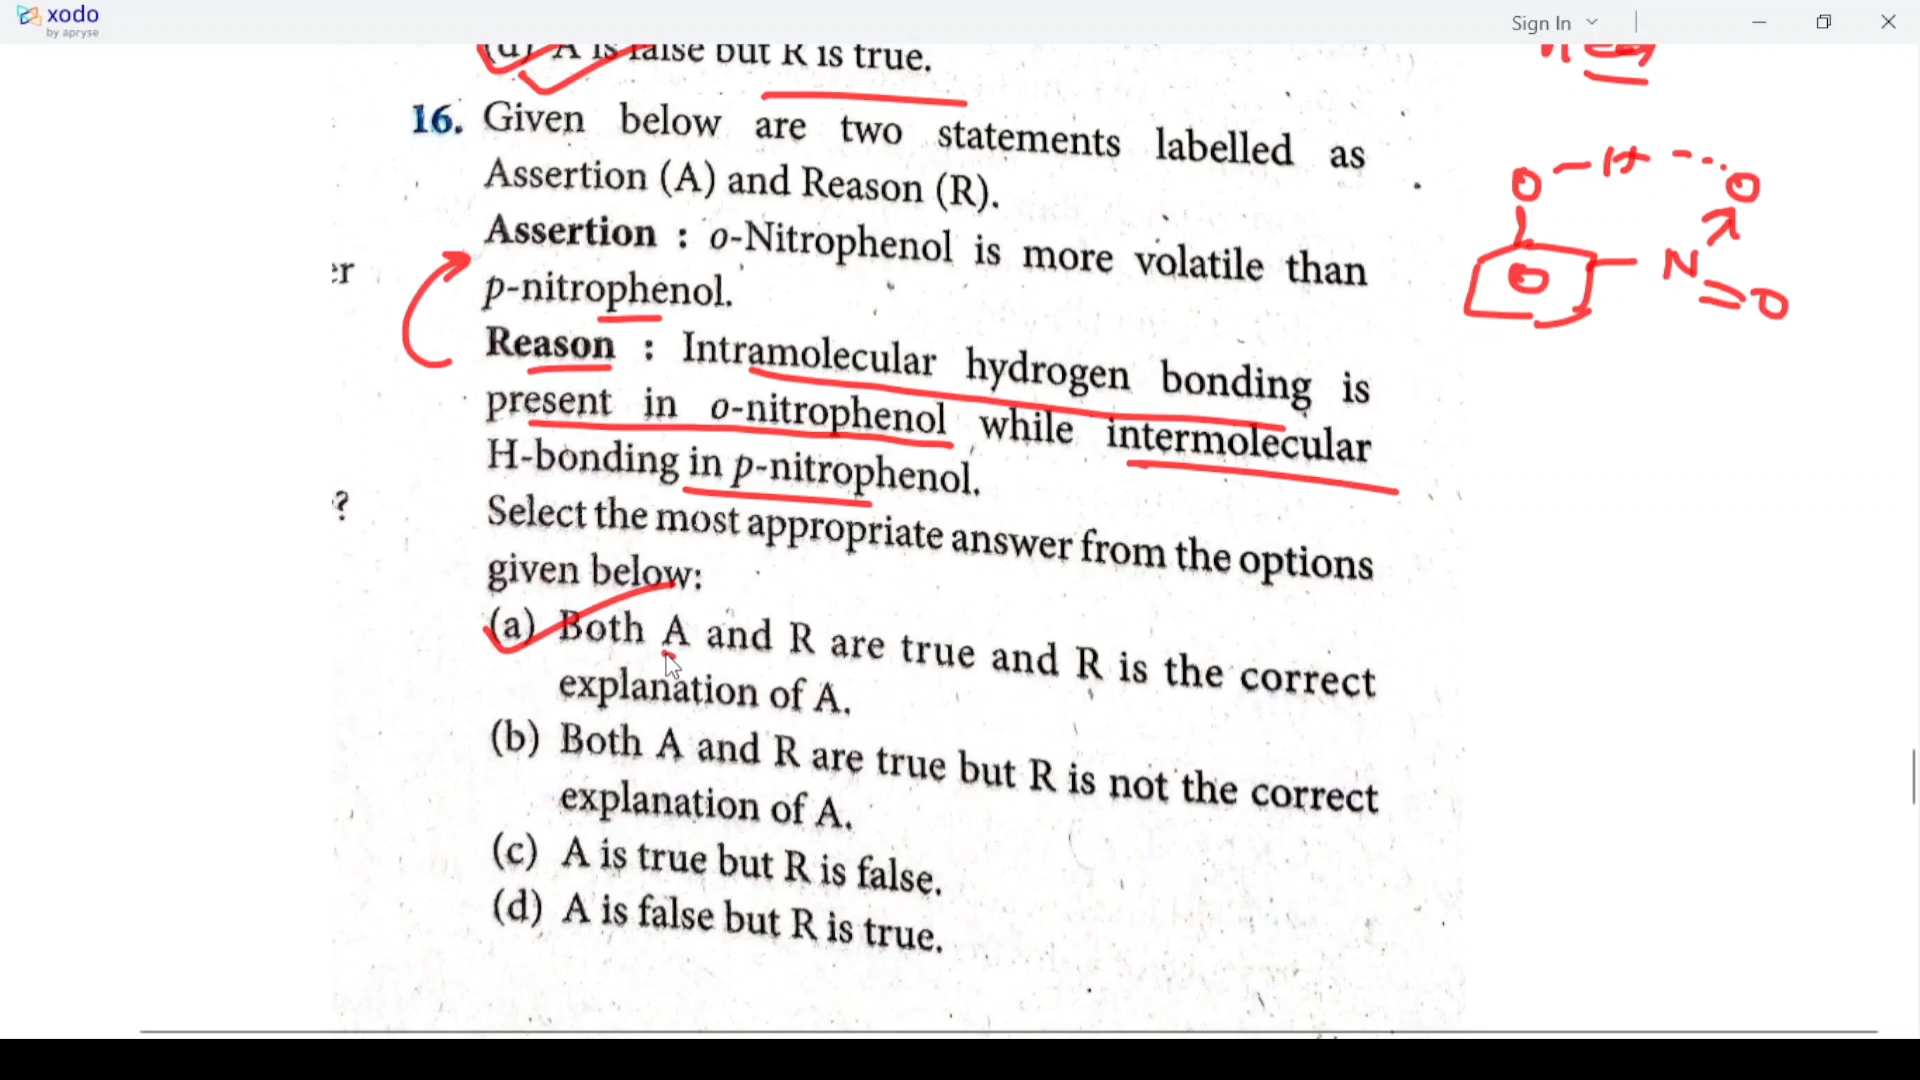 xodo
by apryse
Sign In
(d) A is false but R is true.
16. Given below are two statements labelled as
Assertion (A) and Reason (R).
Assertion : o-Nitrophenol is more volatile than
p-nitrophenol.
er
Reason : Intramolecular hydrogen bonding is
present in o-nitrophenol while intermolecular
H-bonding in p-nitrophenol.
?
Select the most appropriate answer from the options
given below:
(a) Both A and R are true and R is the correct
explanation of A.
(b) Both A and R are true but R is not the correct
explanation of A.
(c) A is true but R is false.
(d) A is false but R is true.
O - H --- O
N
O